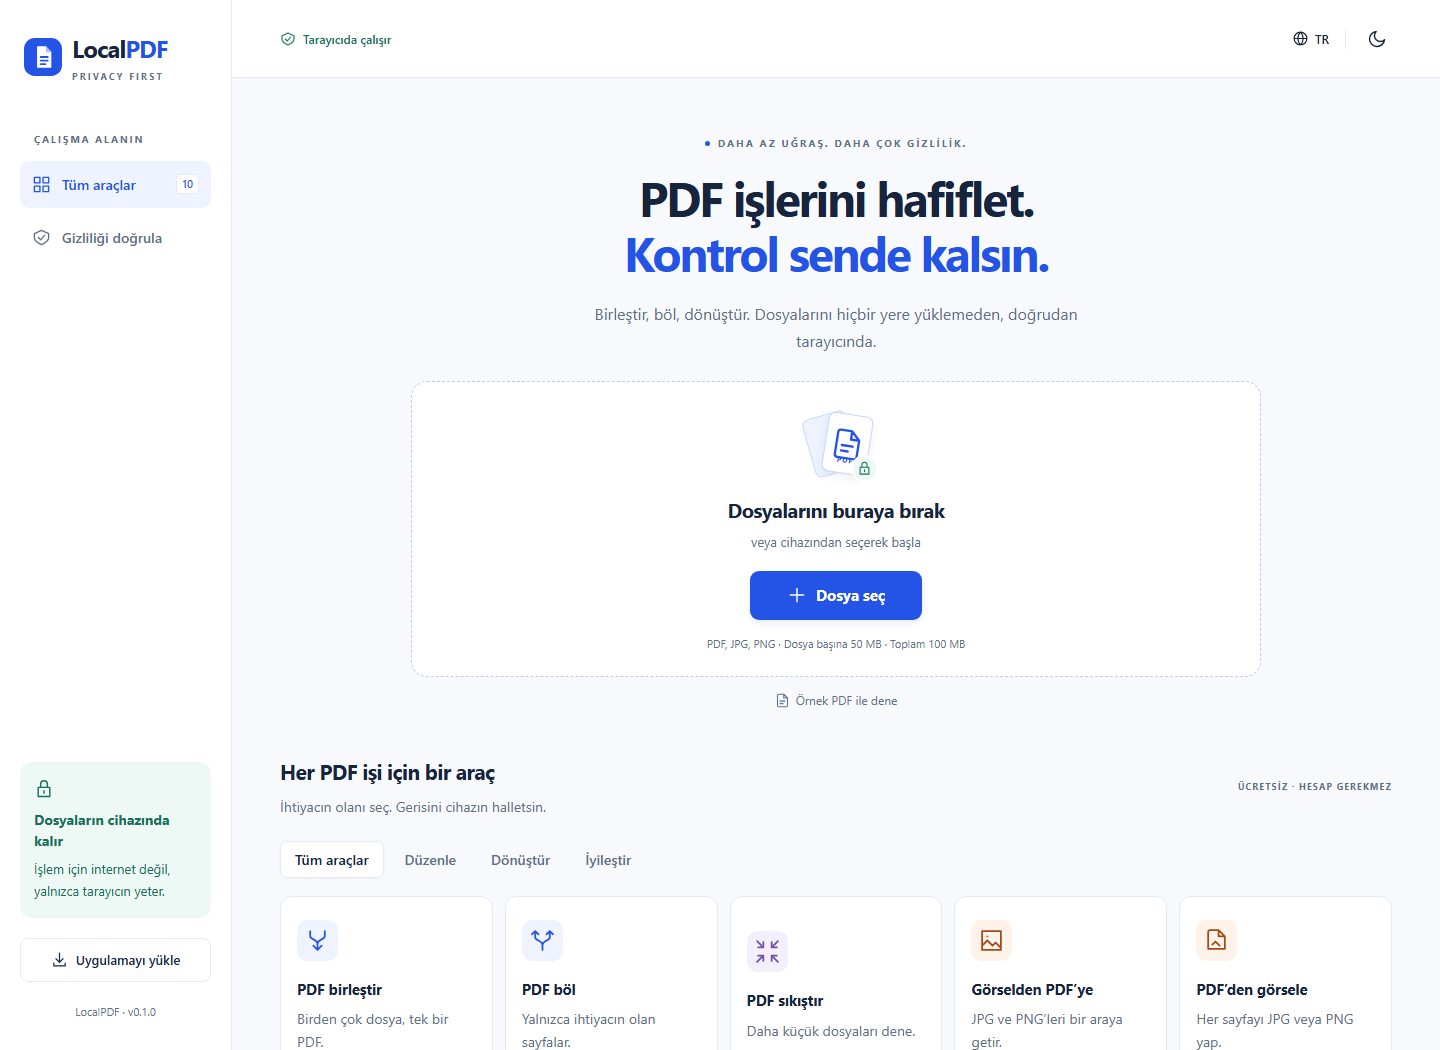 LocalPDF
PRIVACY FIRST
ÇALIŞMA ALANIN
Tüm araçlar
10
Gizliliği doğrula
Dosyaların cihazında
kalır
İşlem için internet değil,
yalnızca tarayıcın yeter.
Uygulamayı yükle
LocalPDF · v0.1.0
Tarayıcıda çalışır
TR
DAHA AZ UĞRAŞ. DAHA ÇOK GİZLİLİK.
PDF işlerini hafiflet.
Kontrol sende kalsın.
Birleştir, böl, dönüştür. Dosyalarını hiçbir yere yüklemeden, doğrudan
tarayıcında.
PDF
Dosyalarını buraya bırak
veya cihazından seçerek başla
Dosya seç
PDF, JPG, PNG · Dosya başına 50 MB · Toplam 100 MB
Örnek PDF ile dene
Her PDF işi için bir araç
İhtiyacın olanı seç. Gerisini cihazın halletsin.
ÜCRETSİZ · HESAP GEREKMEZ
Tüm araçlar
Düzenle
Dönüştür
İyileştir
PDF birleştir
Birden çok dosya, tek bir
PDF.
PDF böl
Yalnızca ihtiyacın olan
sayfalar.
PDF sıkıştır
Daha küçük dosyaları dene.
Görselden PDF’ye
JPG ve PNG’leri bir araya
getir.
PDF’den görsele
Her sayfayı JPG veya PNG
yap.